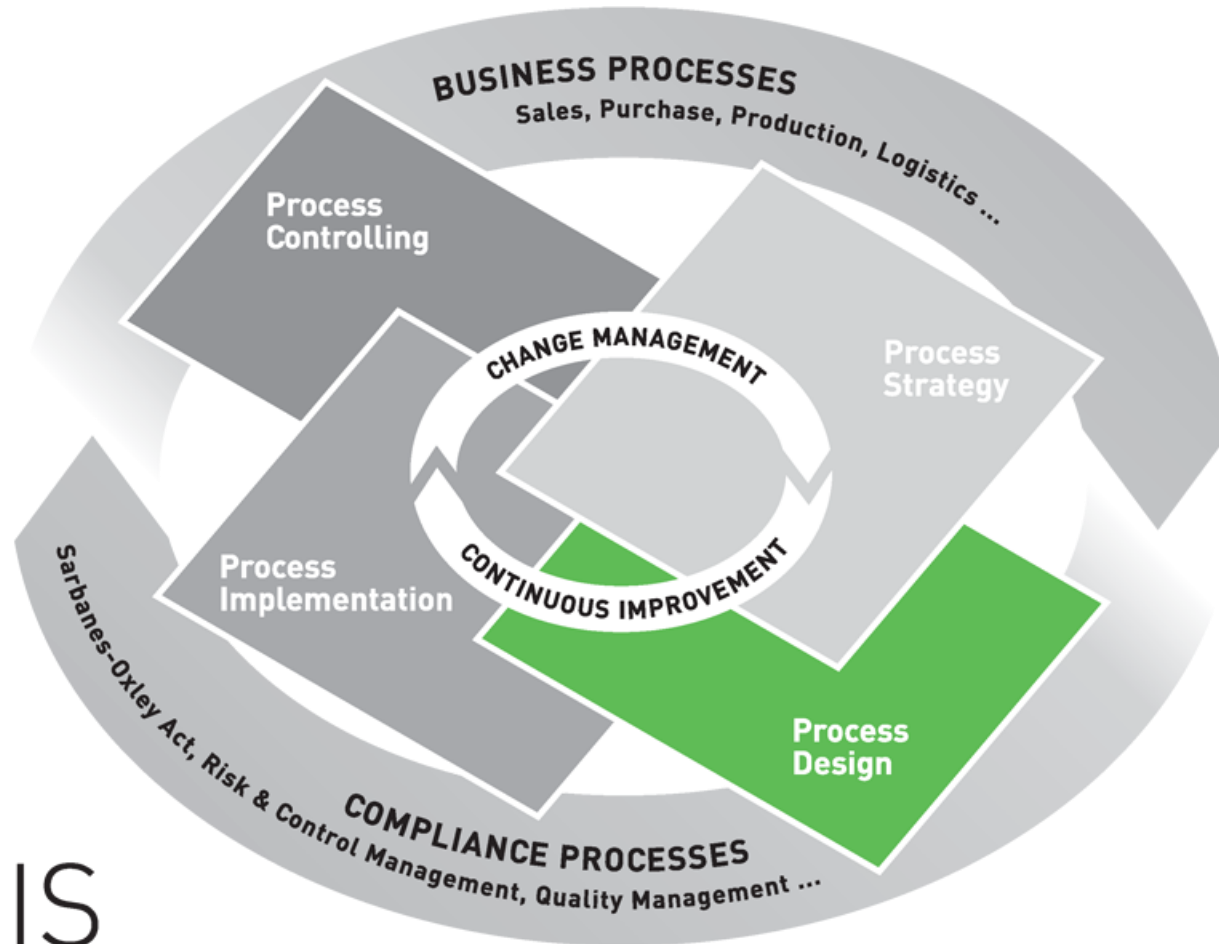 BUSINESS PROCESSES
Sales, Purchase, Production, Logistics ...
Process
Controlling
CHANGE MANAGEMENT
Process
Strategy
Process
Implementation
CONTINUOUS IMPROVEMENT
Process
Design
COMPLIANCE PROCESSES
Sarbanes-Oxley Act, Risk & Control Management, Quality Management ...
IS